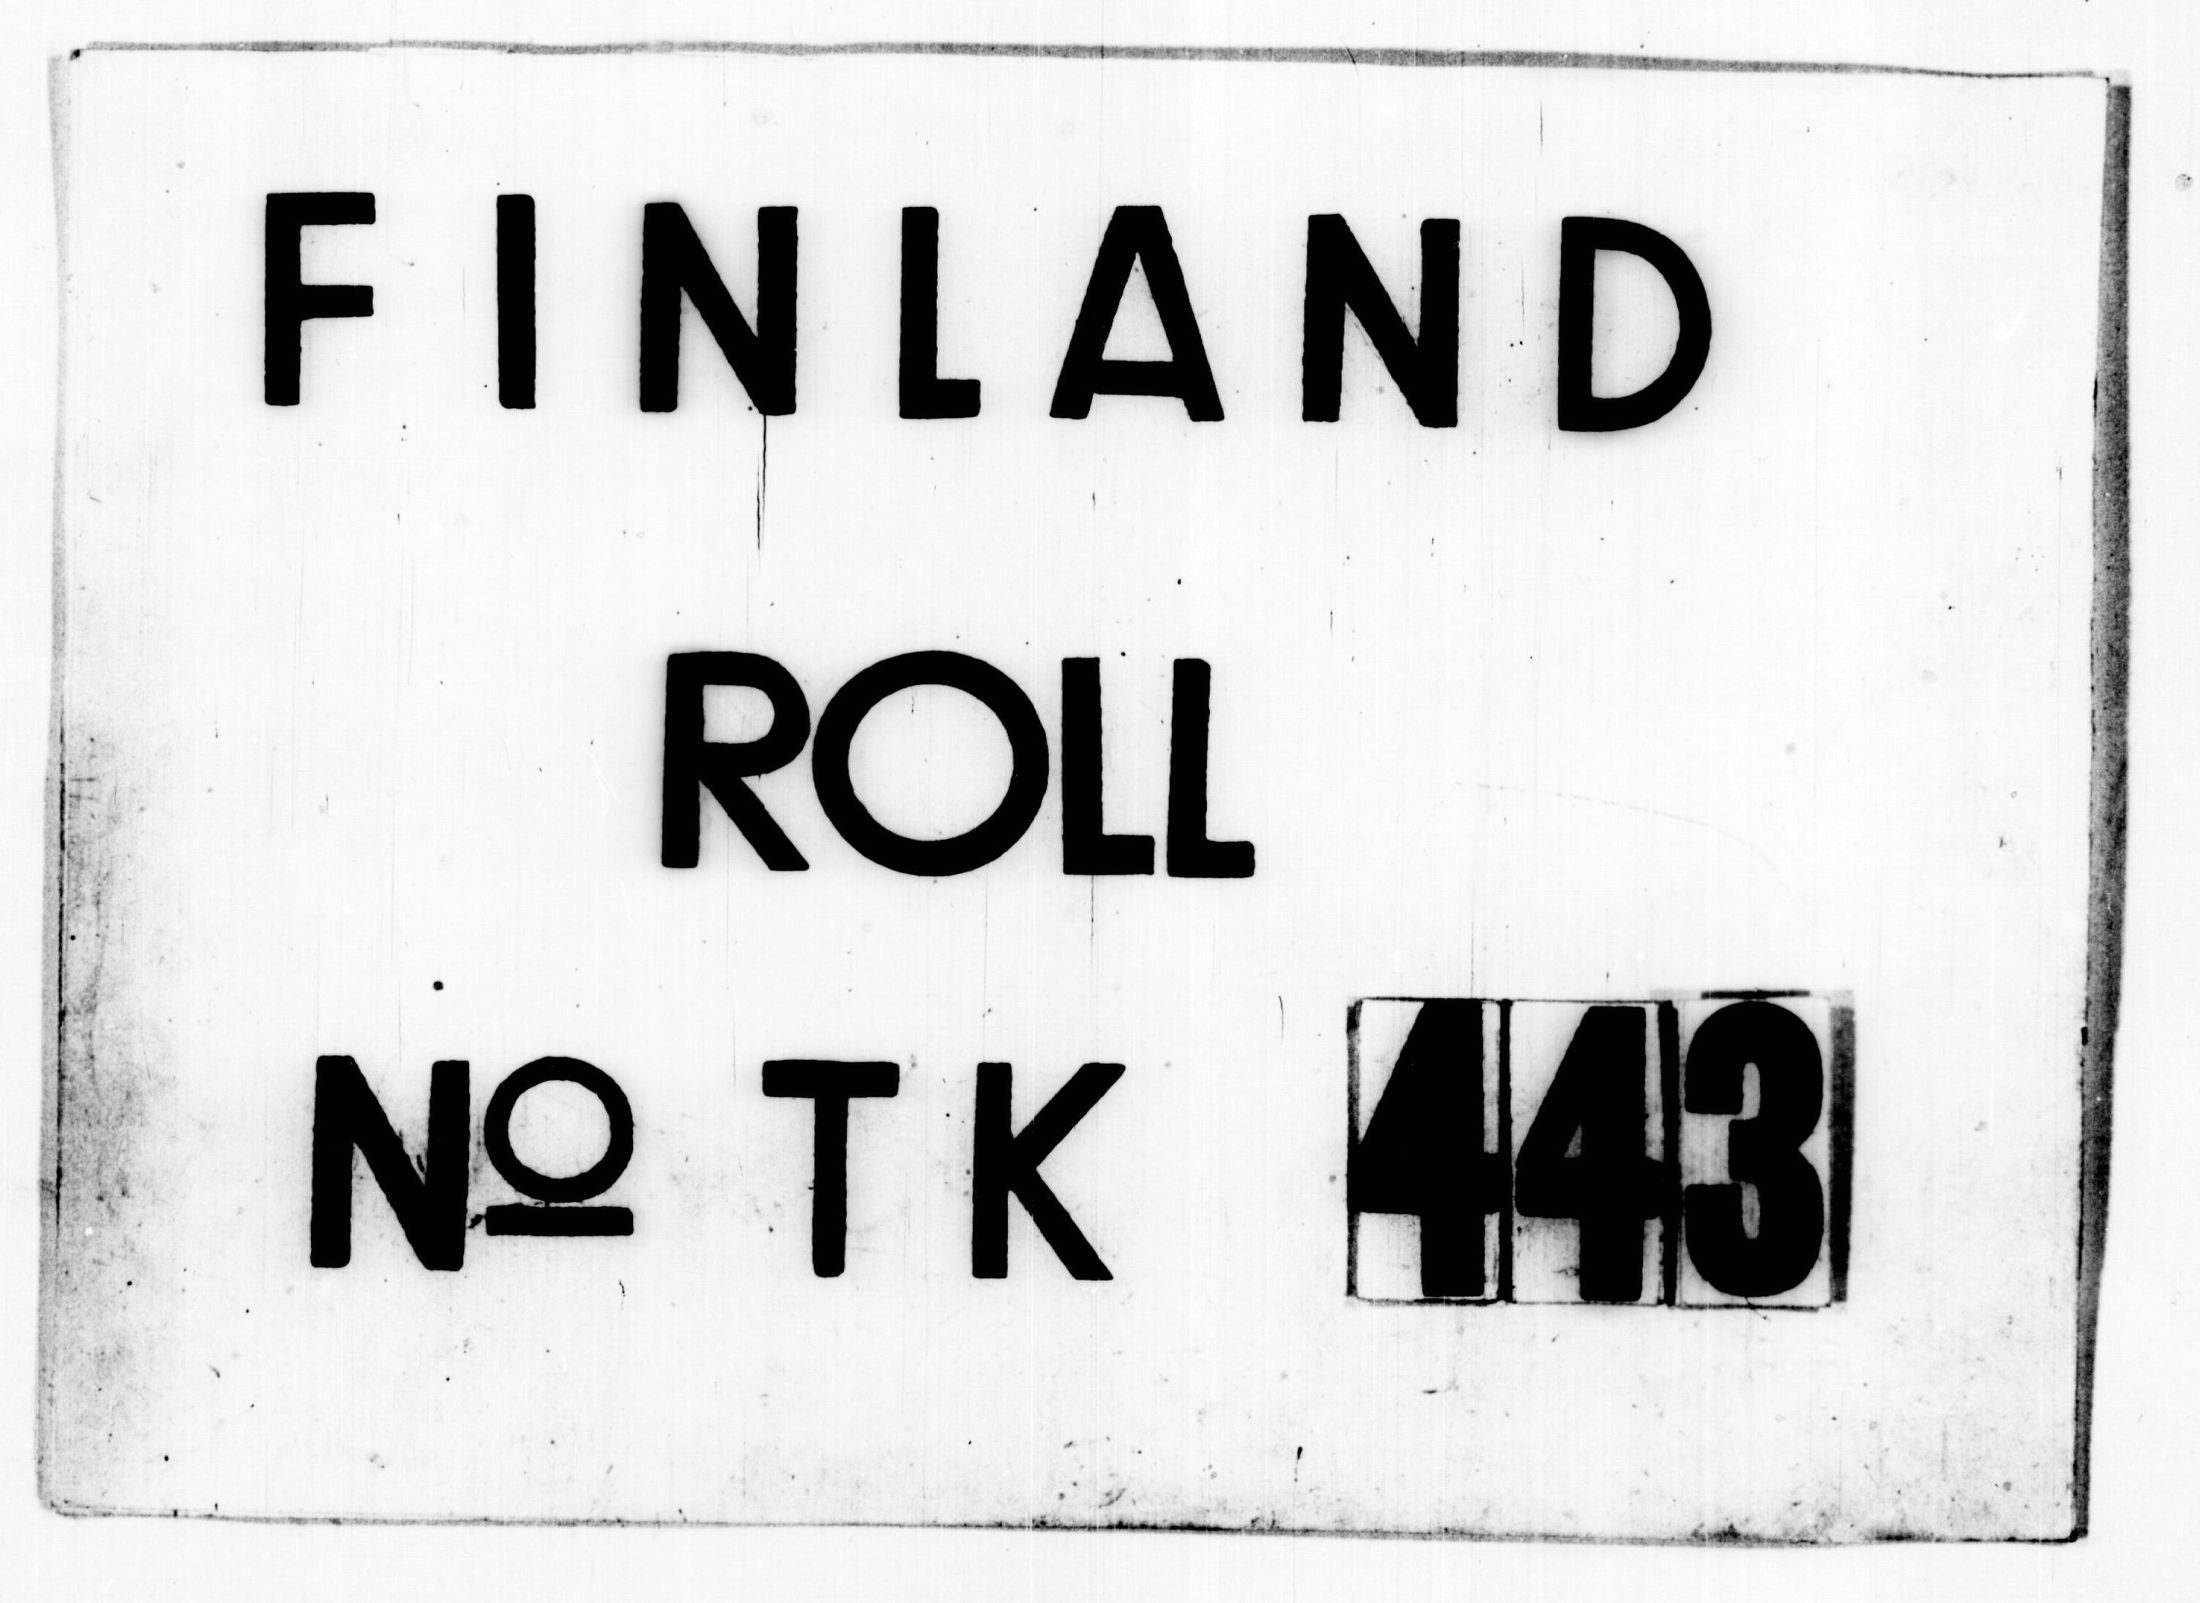 FINLAND
ROLL
Nº TK 443